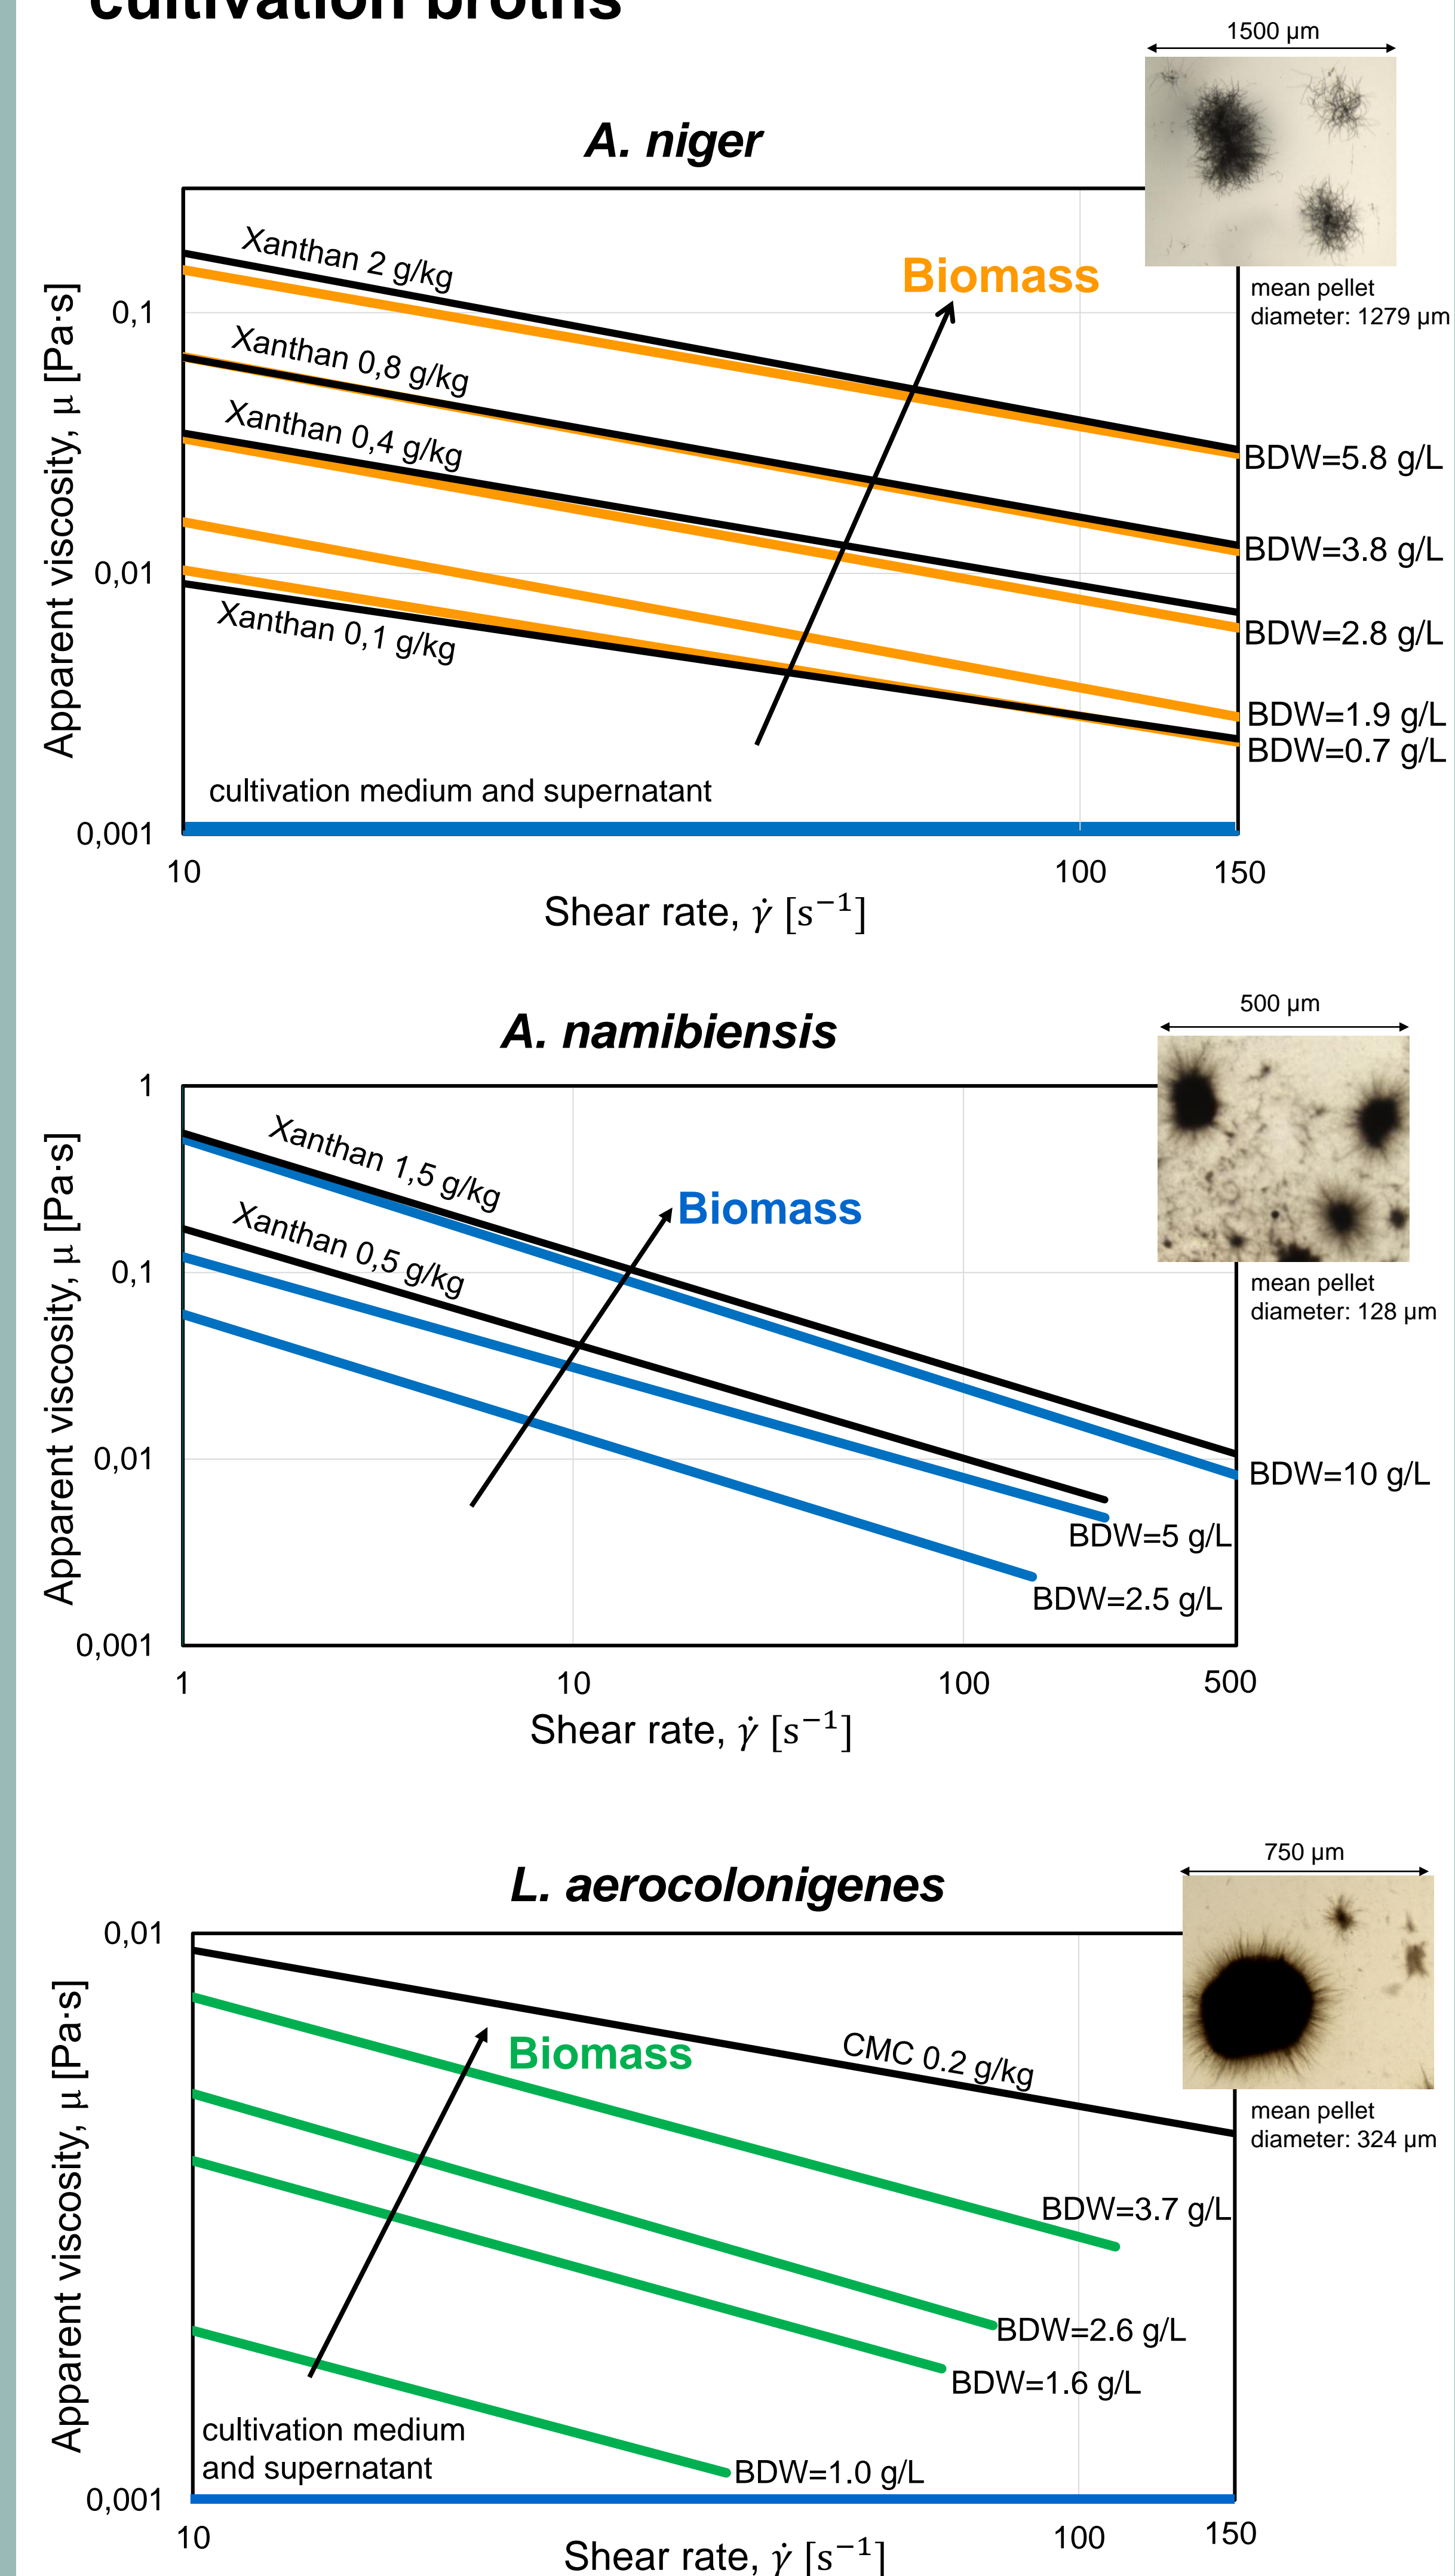 cultivation broths
1500 µm
A. niger
mean pellet
diameter: 1279 µm
Apparent viscosity, µ [Pa·s]
0,1
0,01
0,001
Xanthan 2 g/kg
Xanthan 0,8 g/kg
Xanthan 0,4 g/kg
Xanthan 0,1 g/kg
Biomass
BDW=5.8 g/L
BDW=3.8 g/L
BDW=2.8 g/L
BDW=1.9 g/L
BDW=0.7 g/L
cultivation medium and supernatant
10
100
150
Shear rate, γ̇ [s⁻¹]
500 µm
A. namibiensis
mean pellet
diameter: 128 µm
Apparent viscosity, µ [Pa·s]
1
0,1
0,01
0,001
Xanthan 1,5 g/kg
Xanthan 0,5 g/kg
Biomass
BDW=10 g/L
BDW=5 g/L
BDW=2.5 g/L
1
10
100
500
Shear rate, γ̇ [s⁻¹]
750 µm
L. aerocolonigenes
mean pellet
diameter: 324 µm
Apparent viscosity, µ [Pa·s]
0,01
0,001
CMC 0.2 g/kg
Biomass
BDW=3.7 g/L
BDW=2.6 g/L
BDW=1.6 g/L
BDW=1.0 g/L
cultivation medium
and supernatant
10
100
150
Shear rate, γ̇ [s⁻¹]